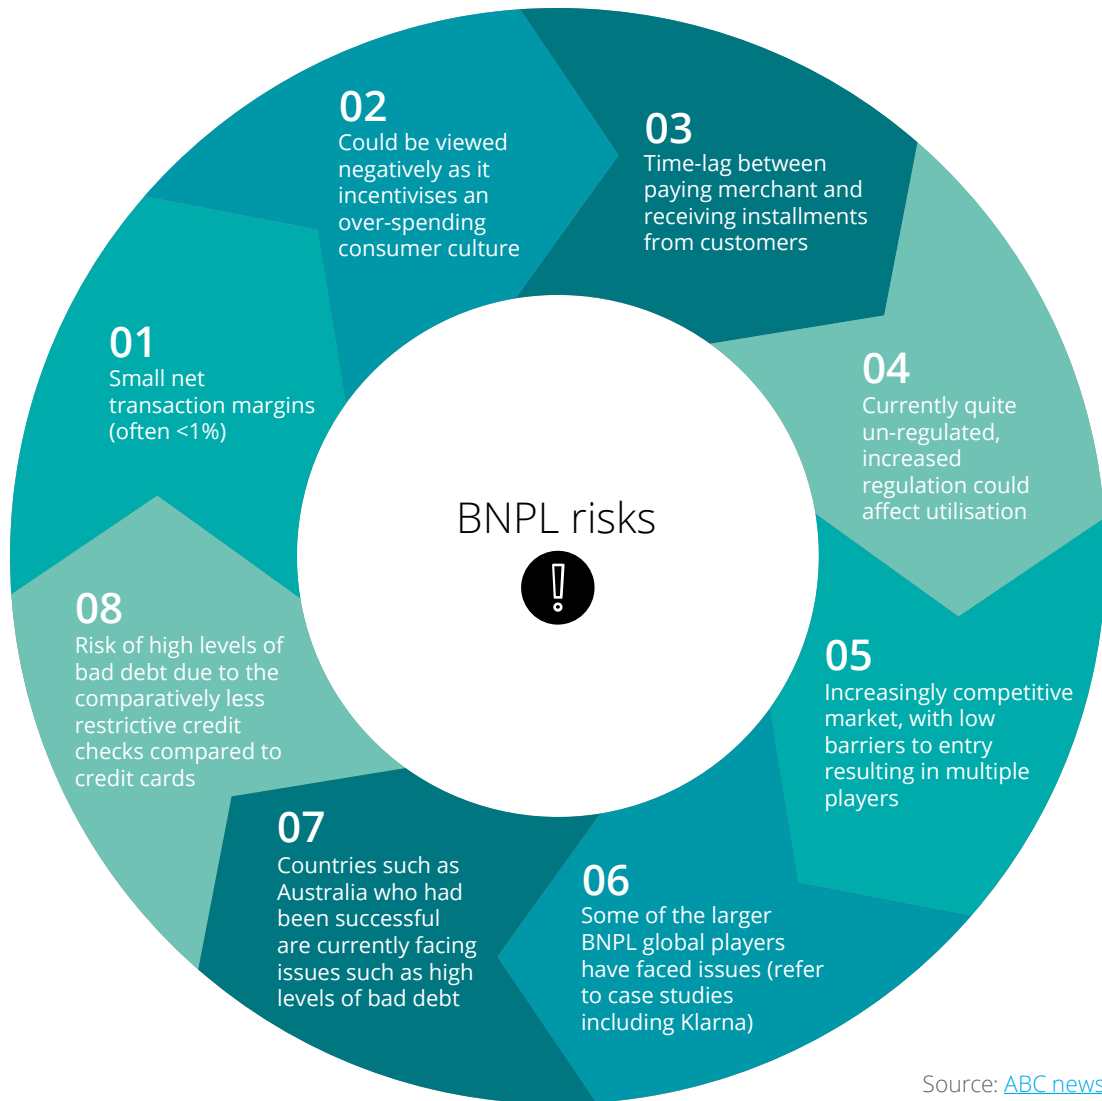 BNPL risks
01
Small net
transaction margins
(often <1%)
02
Could be viewed
negatively as it
incentivises an
over-spending
consumer culture
03
Time-lag between
paying merchant and
receiving installments
from customers
04
Currently quite
un-regulated,
increased
regulation could
affect utilisation
05
Increasingly competitive
market, with low
barriers to entry
resulting in multiple
players
06
Some of the larger
BNPL global players
have faced issues (refer
to case studies
including Klarna)
07
Countries such as
Australia who had
been successful
are currently facing
issues such as high
levels of bad debt
08
Risk of high levels of
bad debt due to the
comparatively less
restrictive credit
checks compared to
credit cards
Source: ABC news